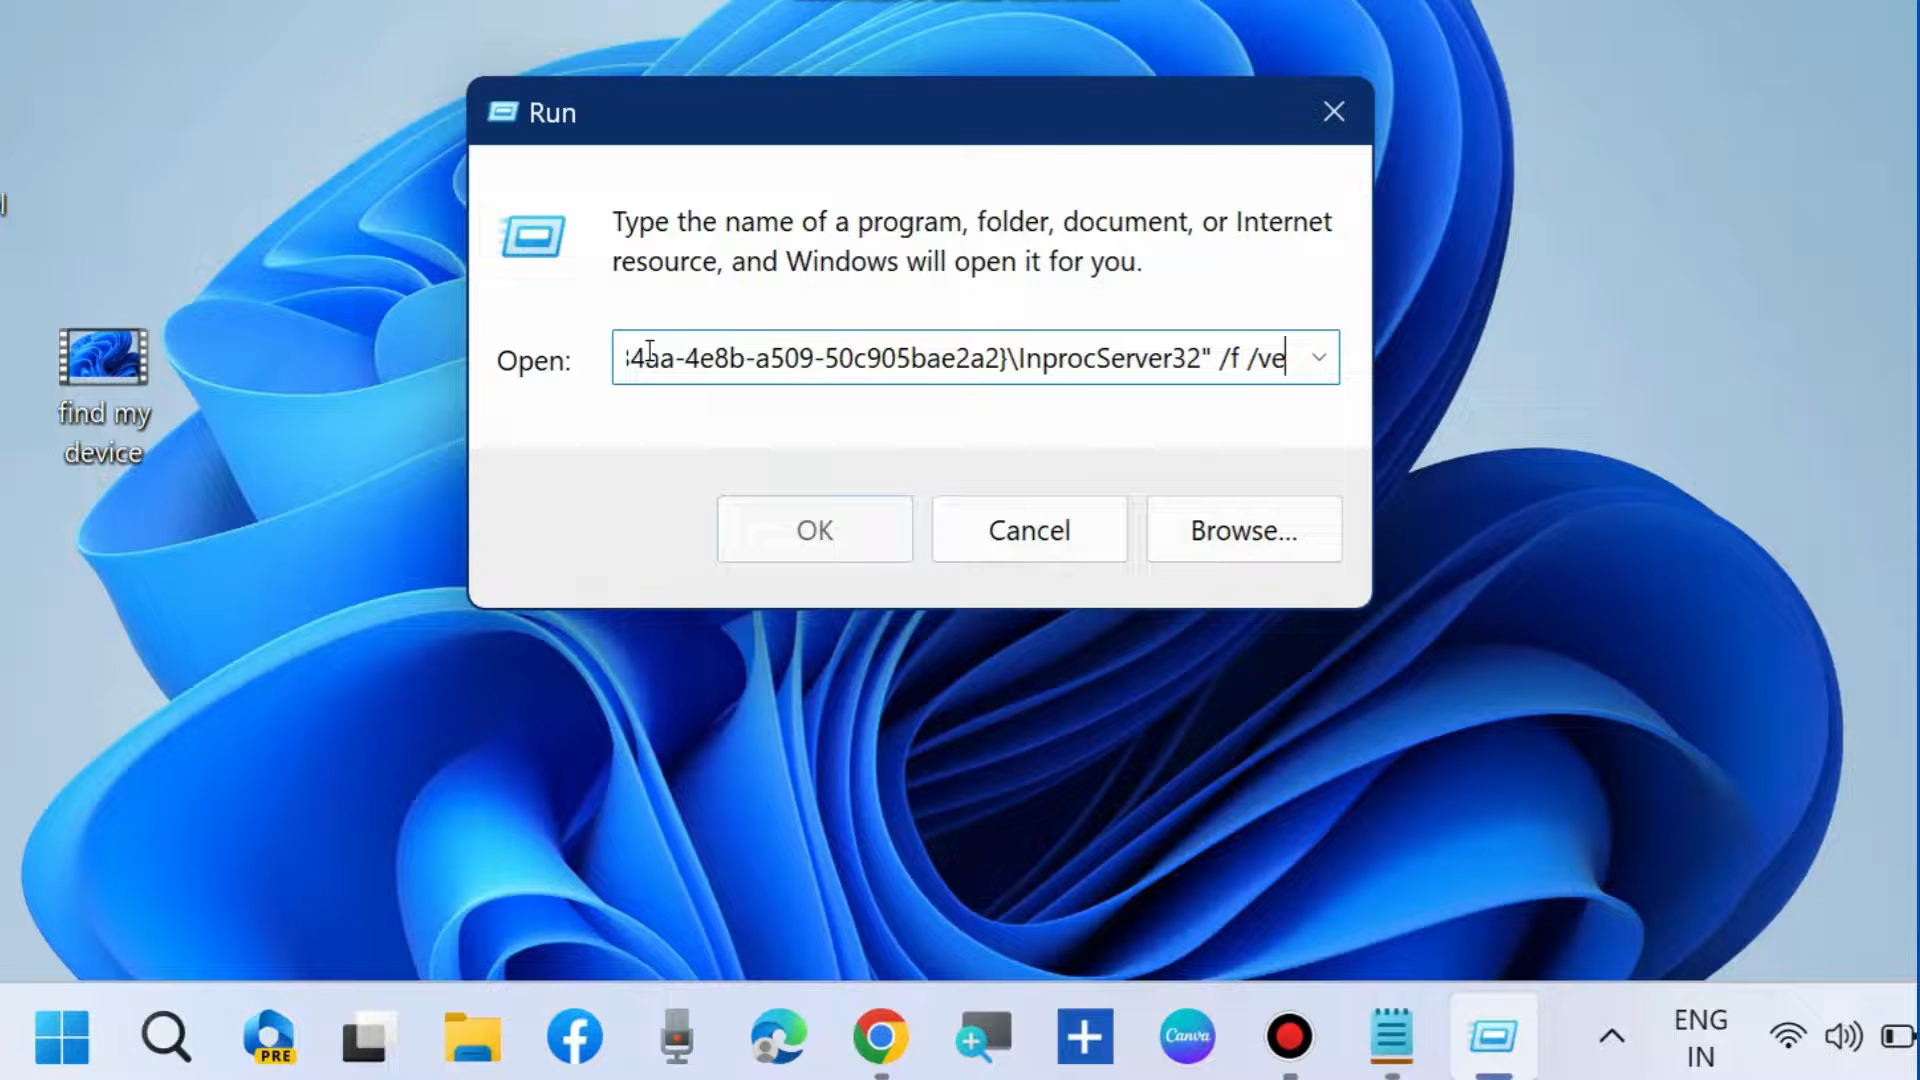 Run
Type the name of a program, folder, document, or Internet
resource, and Windows will open it for you.
Open:
4aa-4e8b-a509-50c905bae2a2}\InprocServer32" /f /ve
OK
Cancel
Browse...
find my
device
PRE
Canva
ENG
IN